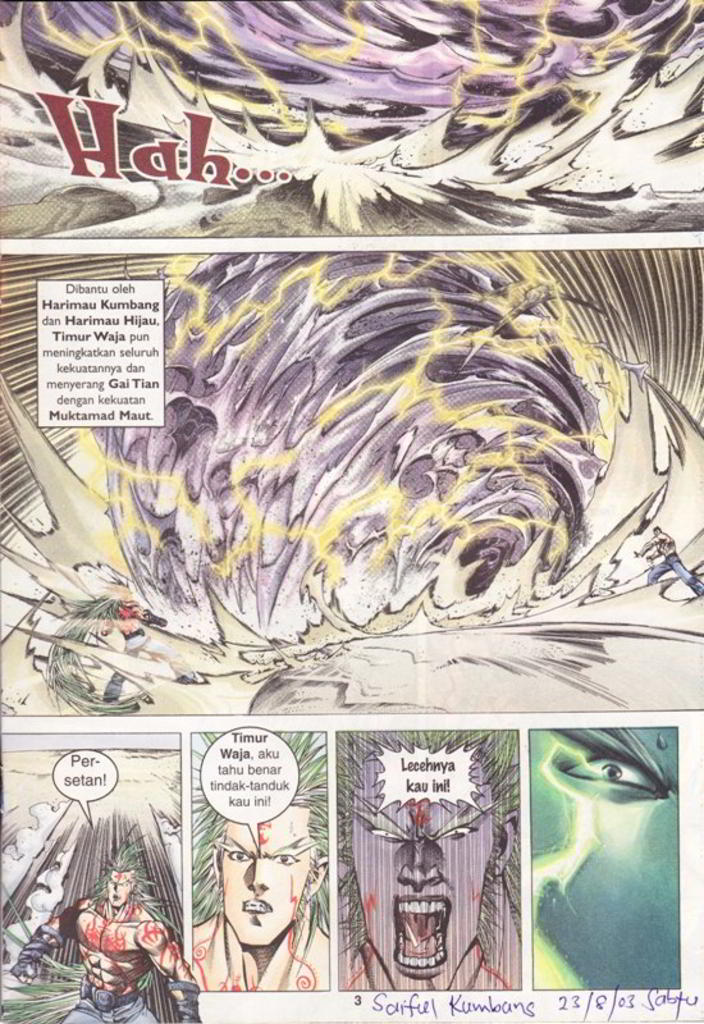 Hah...
Dibantu oleh
Harimau Kumbang
dan Harimau Hijau,
Timur Waja pun
meningkatkan seluruh
kekuatannya dan
menyerang Gai Tian
dengan kekuatan
Muktamad Maut.
Per-
setan!
Timur
Waja, aku
tahu benar
tindak-tanduk
kau ini!
Lecehnya
kau ini!
3 Saiful Kumbang 23/8/03 Sabtu